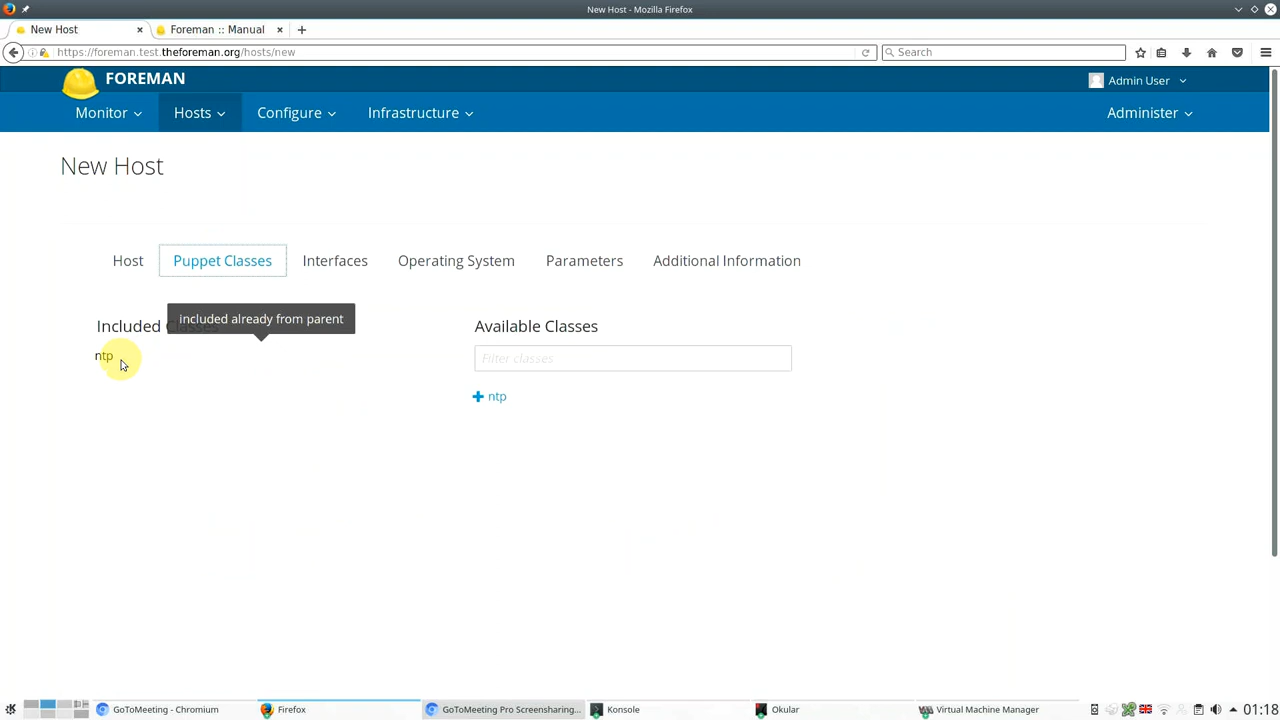 New Host - Mozilla Firefox
New Host
Foreman :: Manual
https://foreman.test.theforeman.org/hosts/new
Search
FOREMAN
Admin User
Monitor
Hosts
Configure
Infrastructure
Administer
New Host
Host
Puppet Classes
Interfaces
Operating System
Parameters
Additional Information
included already from parent
Included Classes
Available Classes
ntp
Filter classes
ntp
GoToMeeting - Chromium
Firefox
GoToMeeting Pro Screensharing...
Konsole
Okular
Virtual Machine Manager
01:18